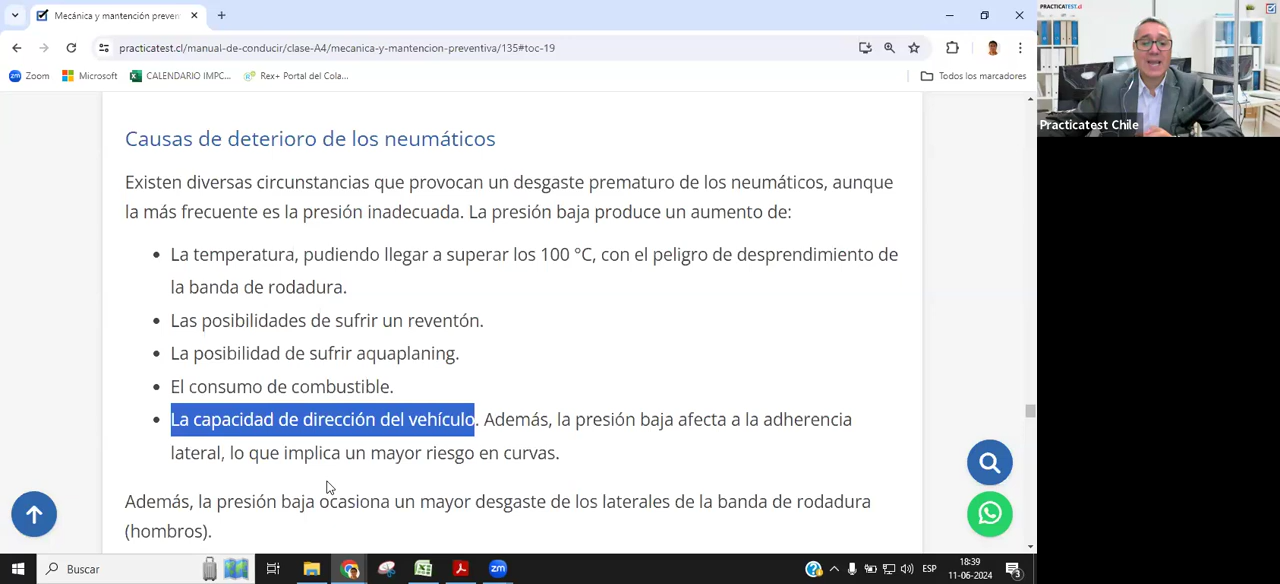 Mecánica y mantención preven
practicatest.cl/manual-de-conducir/clase-A4/mecanica-y-mantencion-preventiva/135#toc-19
Zoom
Microsoft
CALENDARIO IMPC...
Rex+ Portal del Cola...
Todos los marcadores
PRACTICATEST.cl
Practicatest Chile
Causas de deterioro de los neumáticos
Existen diversas circunstancias que provocan un desgaste prematuro de los neumáticos, aunque
la más frecuente es la presión inadecuada. La presión baja produce un aumento de:
• La temperatura, pudiendo llegar a superar los 100 °C, con el peligro de desprendimiento de
la banda de rodadura.
• Las posibilidades de sufrir un reventón.
• La posibilidad de sufrir aquaplaning.
• El consumo de combustible.
• La capacidad de dirección del vehículo. Además, la presión baja afecta a la adherencia
lateral, lo que implica un mayor riesgo en curvas.
Además, la presión baja ocasiona un mayor desgaste de los laterales de la banda de rodadura
(hombros).
Buscar
zm
ESP
18:39
11-06-2024
3